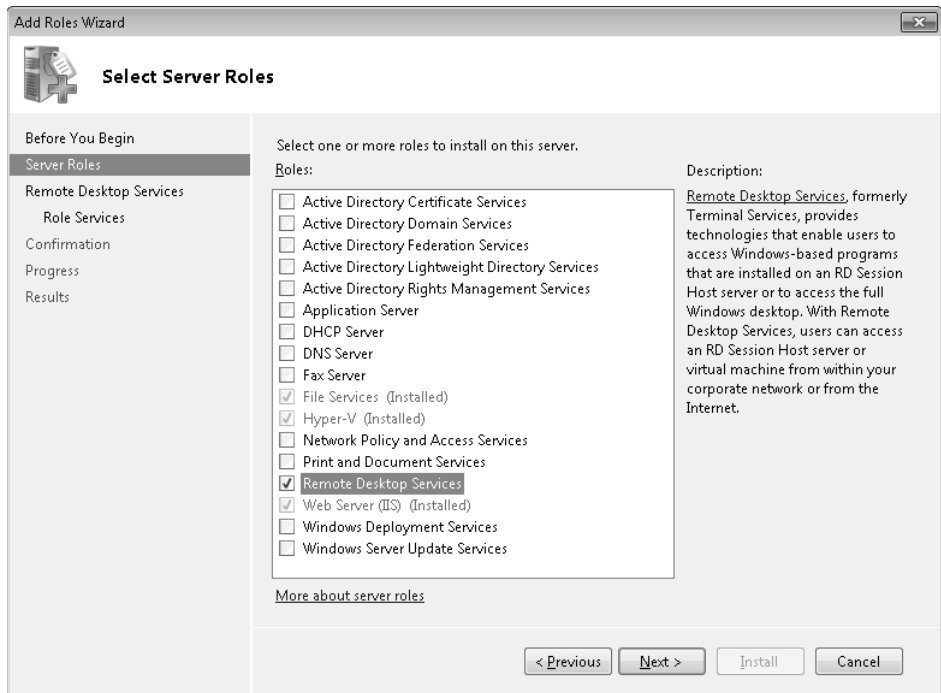 Add Roles Wizard
Select Server Roles
Before You Begin
Server Roles
Remote Desktop Services
Role Services
Confirmation
Progress
Results
Select one or more roles to install on this server.
Roles:
Active Directory Certificate Services
Active Directory Domain Services
Active Directory Federation Services
Active Directory Lightweight Directory Services
Active Directory Rights Management Services
Application Server
DHCP Server
DNS Server
Fax Server
File Services (Installed)
Hyper-V (Installed)
Network Policy and Access Services
Print and Document Services
Remote Desktop Services
Web Server (IIS) (Installed)
Windows Deployment Services
Windows Server Update Services
More about server roles
Description:
Remote Desktop Services, formerly
Terminal Services, provides
technologies that enable users to
access Windows-based programs
that are installed on an RD Session
Host server or to access the full
Windows desktop. With Remote
Desktop Services, users can access
an RD Session Host server or
virtual machine from within your
corporate network or from the
Internet.
< Previous
Next >
Install
Cancel